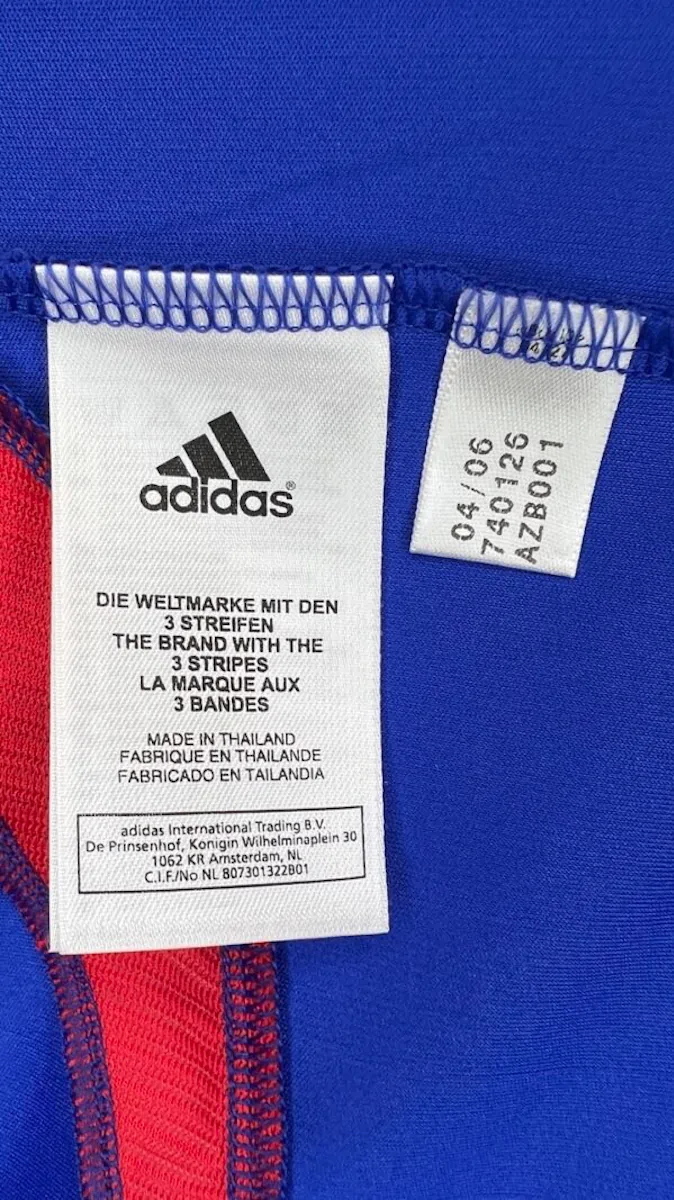 adidas®
DIE WELTMARKE MIT DEN
3 STREIFEN
THE BRAND WITH THE
3 STRIPES
LA MARQUE AUX
3 BANDES
MADE IN THAILAND
FABRIQUE EN THAILANDE
FABRICADO EN TAILANDIA
adidas International Trading B.V.
De Prinsenhof, Konigin Wilhelminaplein 30
1062 KR Amsterdam, NL
C.I.F./No NL 807301322B01
04/06
740126
AZB001